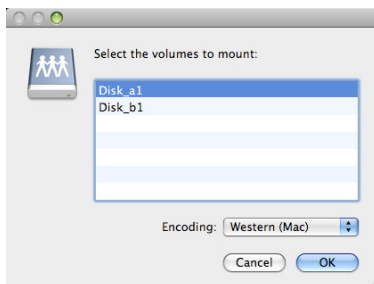 Select the volumes to mount:
Disk_a1
Disk_b1
Encoding: Western (Mac)
Cancel OK